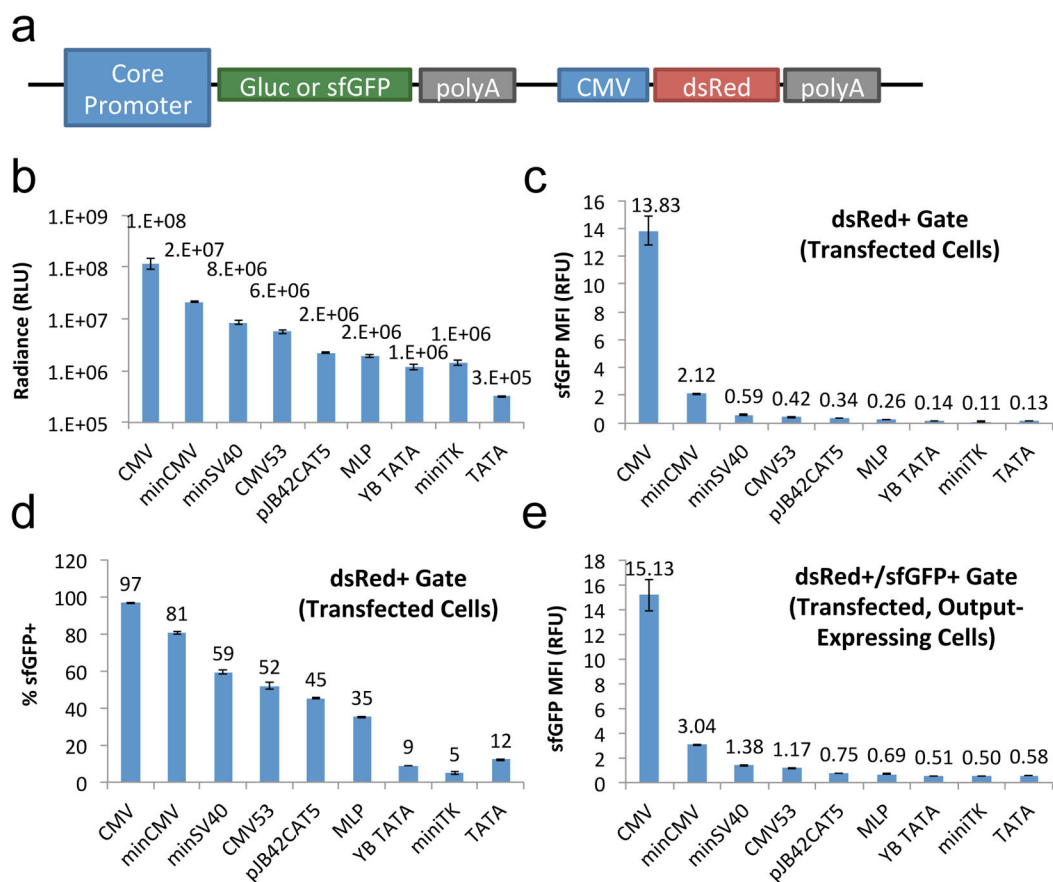 a
Core
Promoter
Gluc or sfGFP
polyA
CMV
dsRed
polyA
b
Radiance (RLU)
1.E+09
1.E+08
1.E+07
1.E+06
1.E+05
1.E+08
2.E+07
8.E+06
6.E+06
2.E+06
2.E+06
1.E+06
1.E+06
3.E+05
CMV
minCMV
minSV40
CMV53
pJB42CAT5
MLP
YB TATA
miniTK
TATA
c
dsRed+ Gate
(Transfected Cells)
sfGFP MFI (RFU)
16
14
12
10
8
6
4
2
0
13.83
2.12
0.59
0.42
0.34
0.26
0.14
0.11
0.13
CMV
minCMV
minSV40
CMV53
pJB42CAT5
MLP
YB TATA
miniTK
TATA
d
dsRed+ Gate
(Transfected Cells)
% sfGFP+
120
100
80
60
40
20
0
97
81
59
52
45
35
9
5
12
CMV
minCMV
minSV40
CMV53
pJB42CAT5
MLP
YB TATA
miniTK
TATA
e
dsRed+/sfGFP+ Gate
(Transfected, Output-
Expressing Cells)
sfGFP MFI (RFU)
18
16
14
12
10
8
6
4
2
0
15.13
3.04
1.38
1.17
0.75
0.69
0.51
0.50
0.58
CMV
minCMV
minSV40
CMV53
pJB42CAT5
MLP
YB TATA
miniTK
TATA